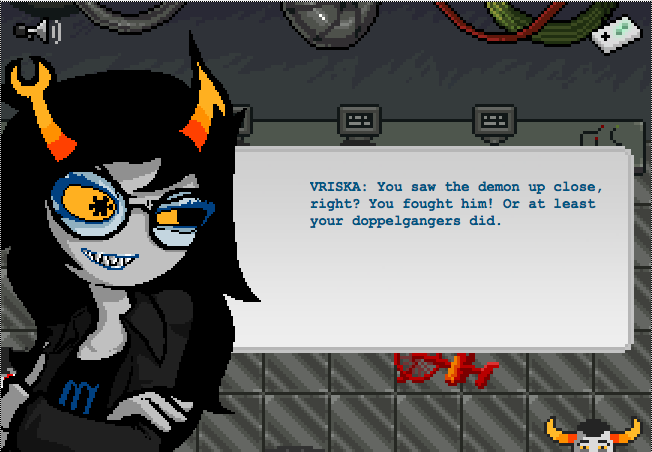 VRISKA: You saw the demon up close,
right? You fought him! Or at least
your doppelgangers did.